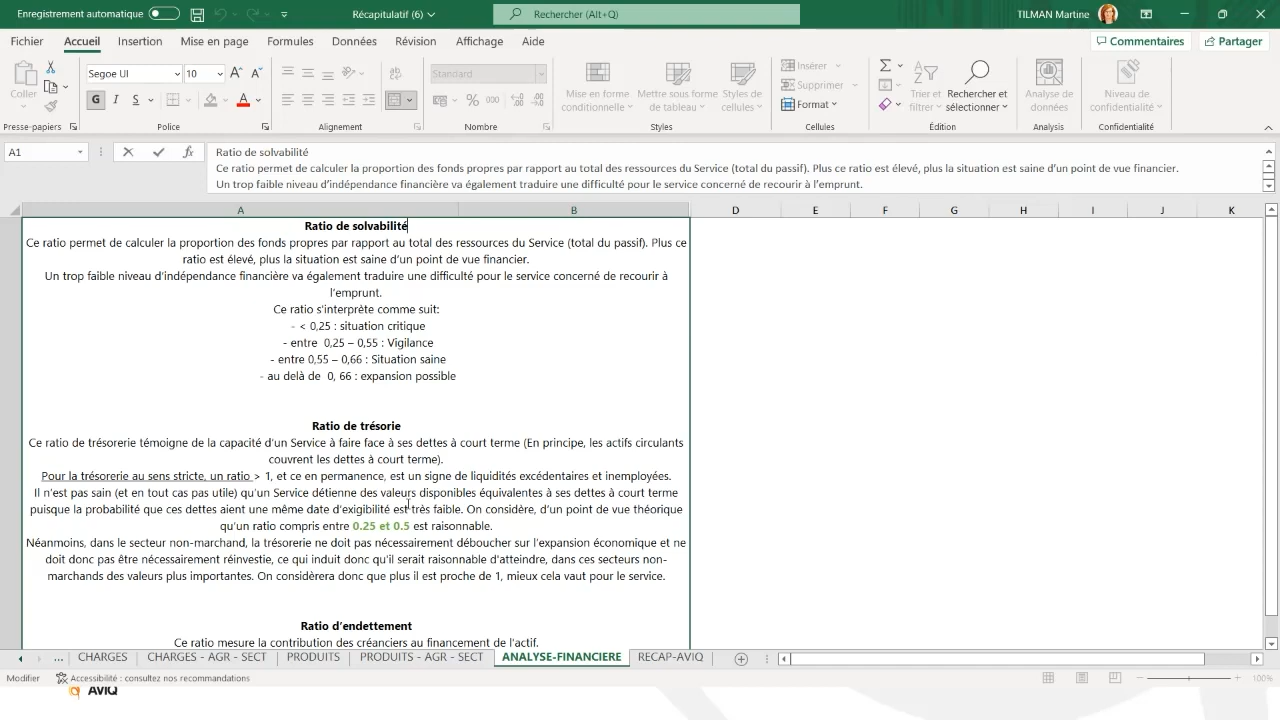 Enregistrement automatique
Récapitulatif (6)
Rechercher (Alt+Q)
TILMAN Martine
Fichier Accueil Insertion Mise en page Formules Données Révision Affichage Aide
Commentaires Partager
Coller
Segoe UI 10
G I S
Standard
% 000
Mise en forme conditionnelle
Mettre sous forme de tableau
Styles de cellules
Insérer
Supprimer
Format
Trier et filtrer
Rechercher et sélectionner
Analyse de données
Niveau de confidentialité
Presse-papiers Police Alignement Nombre Styles Cellules Édition Analysis Confidentialité
A1
fx
Ratio de solvabilité
Ce ratio permet de calculer la proportion des fonds propres par rapport au total des ressources du Service (total du passif). Plus ce ratio est élevé, plus la situation est saine d'un point de vue financier.
Un trop faible niveau d'indépendance financière va également traduire une difficulté pour le service concerné de recourir à l'emprunt.
A B D E F G H I J K
Ratio de solvabilité
Ce ratio permet de calculer la proportion des fonds propres par rapport au total des ressources du Service (total du passif). Plus ce
ratio est élevé, plus la situation est saine d'un point de vue financier.
Un trop faible niveau d'indépendance financière va également traduire une difficulté pour le service concerné de recourir à
l'emprunt.
Ce ratio s'interprète comme suit:
- < 0,25 : situation critique
- entre 0,25 – 0,55 : Vigilance
- entre 0,55 – 0,66 : Situation saine
- au delà de 0, 66 : expansion possible
Ratio de trésorie
Ce ratio de trésorerie témoigne de la capacité d'un Service à faire face à ses dettes à court terme (En principe, les actifs circulants
couvrent les dettes à court terme).
Pour la trésorerie au sens stricte, un ratio > 1, et ce en permanence, est un signe de liquidités excédentaires et inemployées.
Il n'est pas sain (et en tout cas pas utile) qu'un Service détienne des valeurs disponibles équivalentes à ses dettes à court terme
puisque la probabilité que ces dettes aient une même date d'exigibilité est très faible. On considère, d'un point de vue théorique
qu'un ratio compris entre 0.25 et 0.5 est raisonnable.
Néanmoins, dans le secteur non-marchand, la trésorerie ne doit pas nécessairement déboucher sur l'expansion économique et ne
doit donc pas être nécessairement réinvestie, ce qui induit donc qu'il serait raisonnable d'atteindre, dans ces secteurs non-
marchands des valeurs plus importantes. On considèrera donc que plus il est proche de 1, mieux cela vaut pour le service.
Ratio d'endettement
Ce ratio mesure la contribution des créanciers au financement de l'actif.
... CHARGES CHARGES - AGR - SECT PRODUITS PRODUITS - AGR - SECT ANALYSE-FINANCIERE RECAP-AVIQ
Modifier Accessibilité : consultez nos recommandations 100%
AVIQ